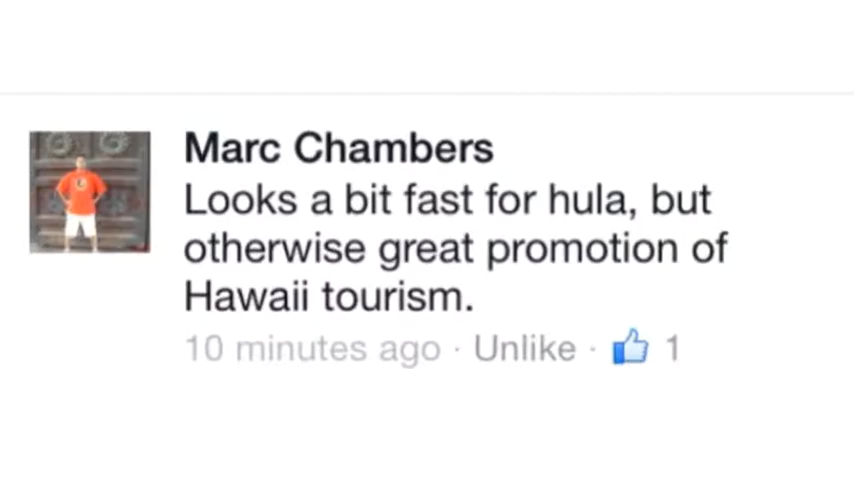 Marc Chambers
Looks a bit fast for hula, but
otherwise great promotion of
Hawaii tourism.
10 minutes ago · Unlike · 1